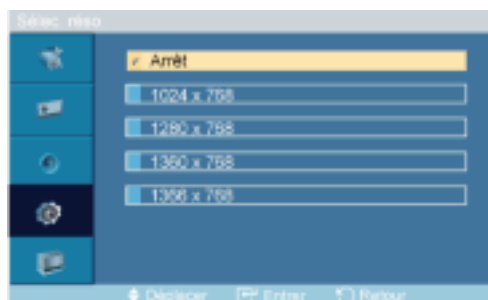 Sélec. réso
Arrêt
1024 x 768
1280 x 768
1360 x 768
1366 x 768
Déplacer Entrer Retour